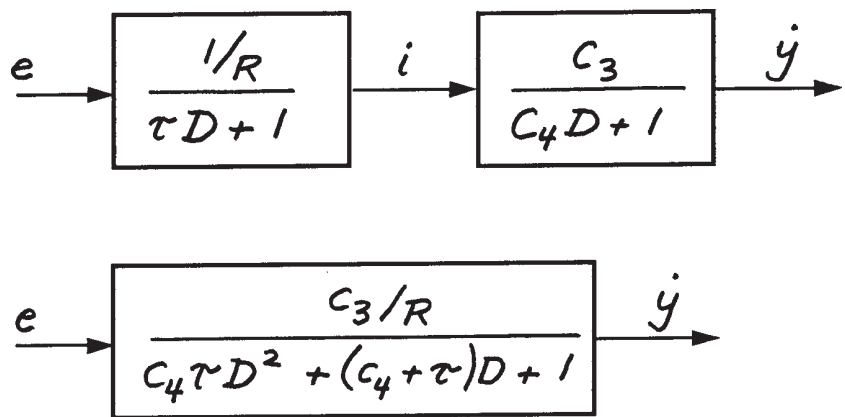 e
1/R
τD + 1
i
C3
C4D + 1
ẏ
e
C3/R
C4τD² + (C4 + τ)D + 1
ẏ